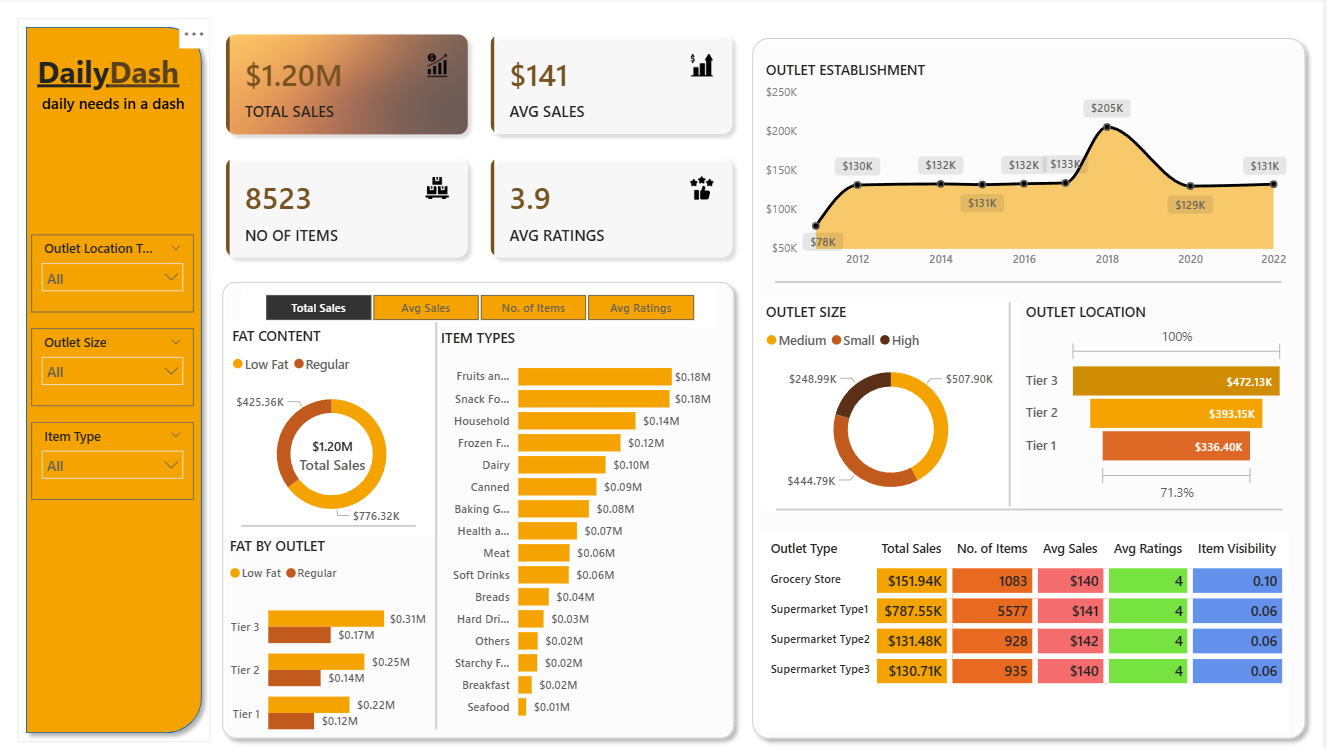 DailyDash
daily needs in a dash
Outlet Location T...
All
Outlet Size
All
Item Type
All
$1.20M
TOTAL SALES
$141
AVG SALES
8523
NO OF ITEMS
3.9
AVG RATINGS
Total Sales Avg Sales No. of Items Avg Ratings
FAT CONTENT
Low Fat Regular
$425.36K
$1.20M
Total Sales
$776.32K
FAT BY OUTLET
Low Fat Regular
Tier 3 $0.31M
$0.17M
Tier 2 $0.25M
$0.14M
Tier 1 $0.22M
$0.12M
ITEM TYPES
Fruits an... $0.18M
Snack Fo... $0.18M
Household $0.14M
Frozen F... $0.12M
Dairy $0.10M
Canned $0.09M
Baking G... $0.08M
Health a... $0.07M
Meat $0.06M
Soft Drinks $0.06M
Breads $0.04M
Hard Dri... $0.03M
Others $0.02M
Starchy F... $0.02M
Breakfast $0.02M
Seafood $0.01M
OUTLET ESTABLISHMENT
$250K
$200K
$150K
$100K
$50K
$78K $130K $132K $131K $132K $133K $205K $129K $131K
2012 2014 2016 2018 2020 2022
OUTLET SIZE
Medium Small High
$248.99K $507.90K
$444.79K
OUTLET LOCATION
100%
Tier 3 $472.13K
Tier 2 $393.15K
Tier 1 $336.40K
71.3%
Outlet Type Total Sales No. of Items Avg Sales Avg Ratings Item Visibility
Grocery Store $151.94K 1083 $140 4 0.10
Supermarket Type1 $787.55K 5577 $141 4 0.06
Supermarket Type2 $131.48K 928 $142 4 0.06
Supermarket Type3 $130.71K 935 $140 4 0.06